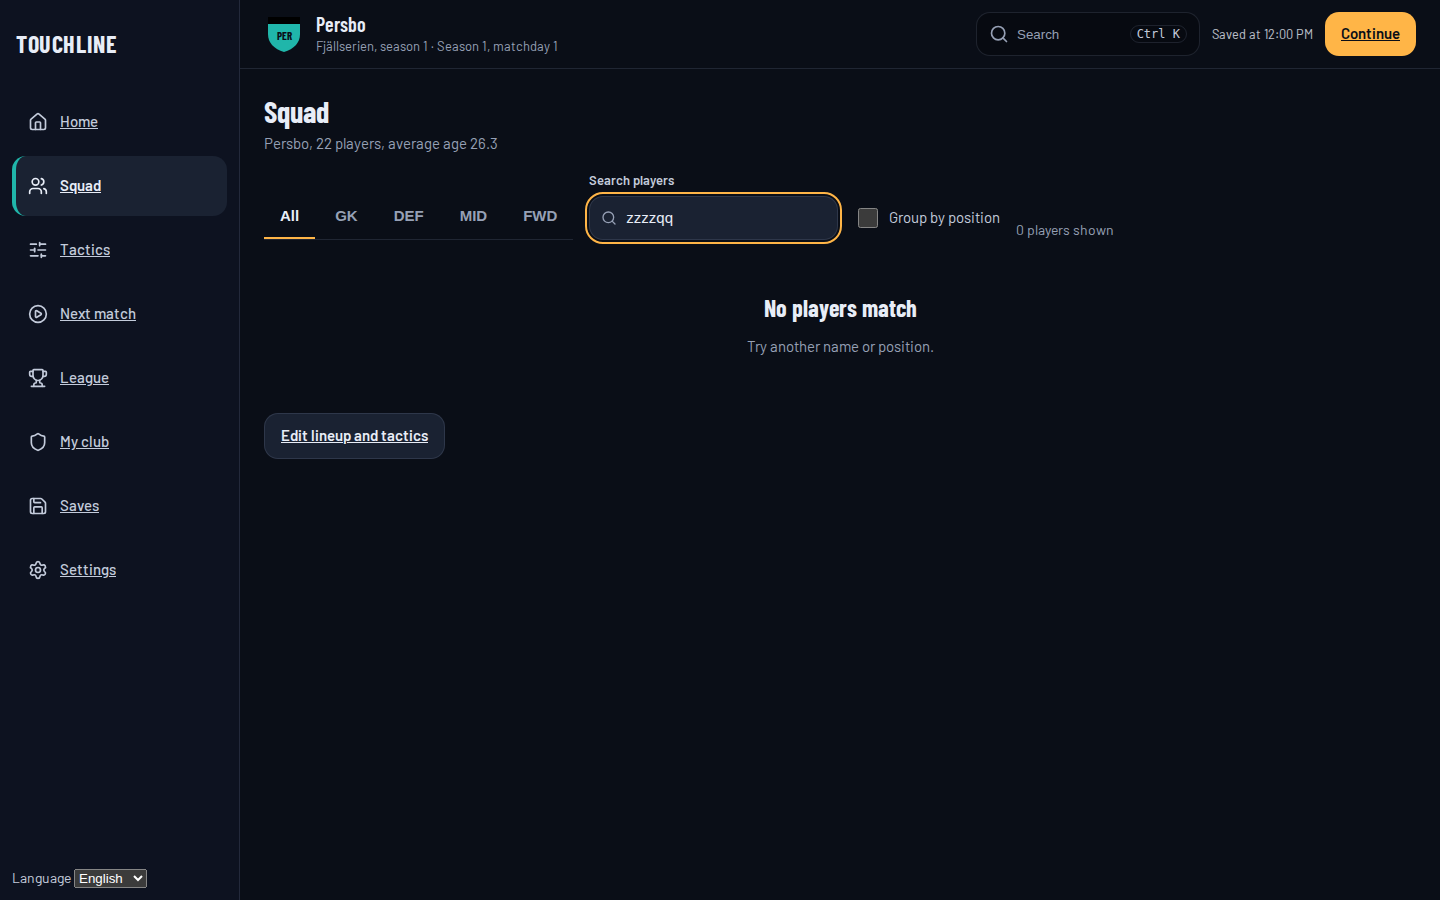 TOUCHLINE
Home
Squad
Tactics
Next match
League
My club
Saves
Settings
Language English
PER
Persbo
Fjällserien, season 1 · Season 1, matchday 1
Search Ctrl K
Saved at 12:00 PM
Continue
Squad
Persbo, 22 players, average age 26.3
Search players
All GK DEF MID FWD
zzzzqq
Group by position
0 players shown
No players match
Try another name or position.
Edit lineup and tactics